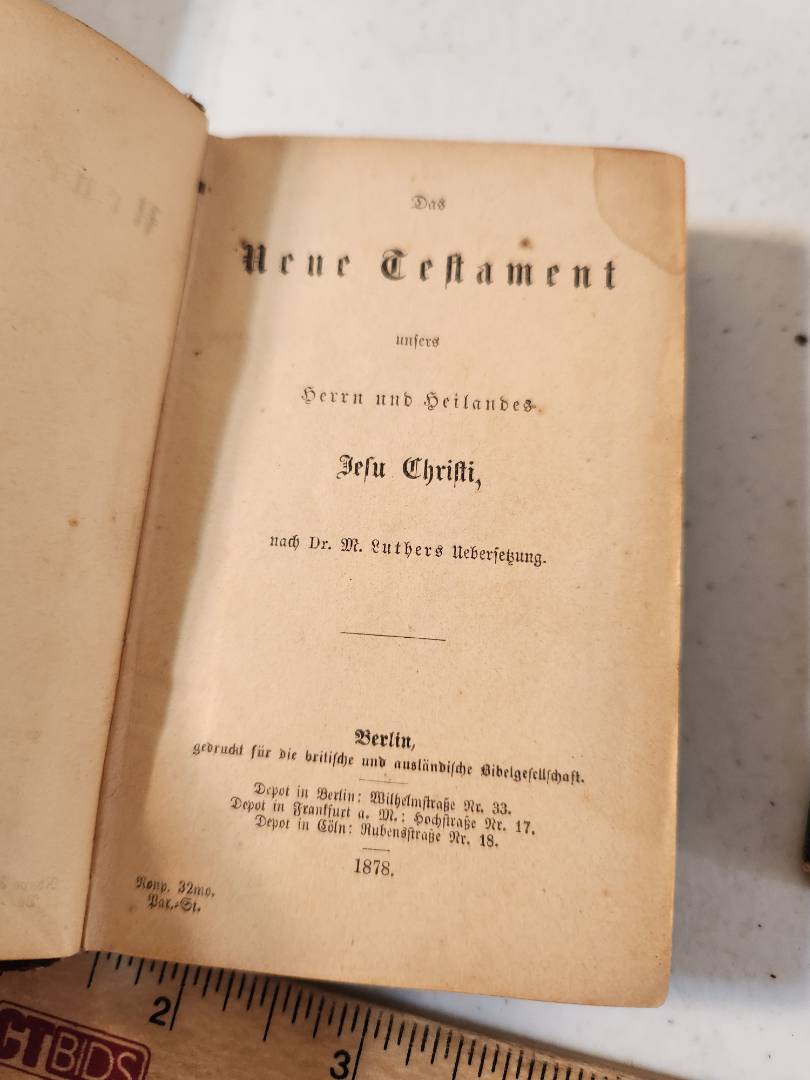 Das
Neue Testament
unsers
Herrn und Heilandes
Jesu Christi,
nach Dr. M. Luthers Uebersetzung.
Berlin,
gedruckt für die britische und ausländische Bibelgesellschaft.
Depot in Berlin: Wilhelmstraße Nr. 33.
Depot in Frankfurt a. M.: Hochstraße Nr. 17.
Depot in Cöln: Rubensstraße Nr. 18.
1878.
Nonp. 32mo.
Par.-St.
2
3
CTBIDS